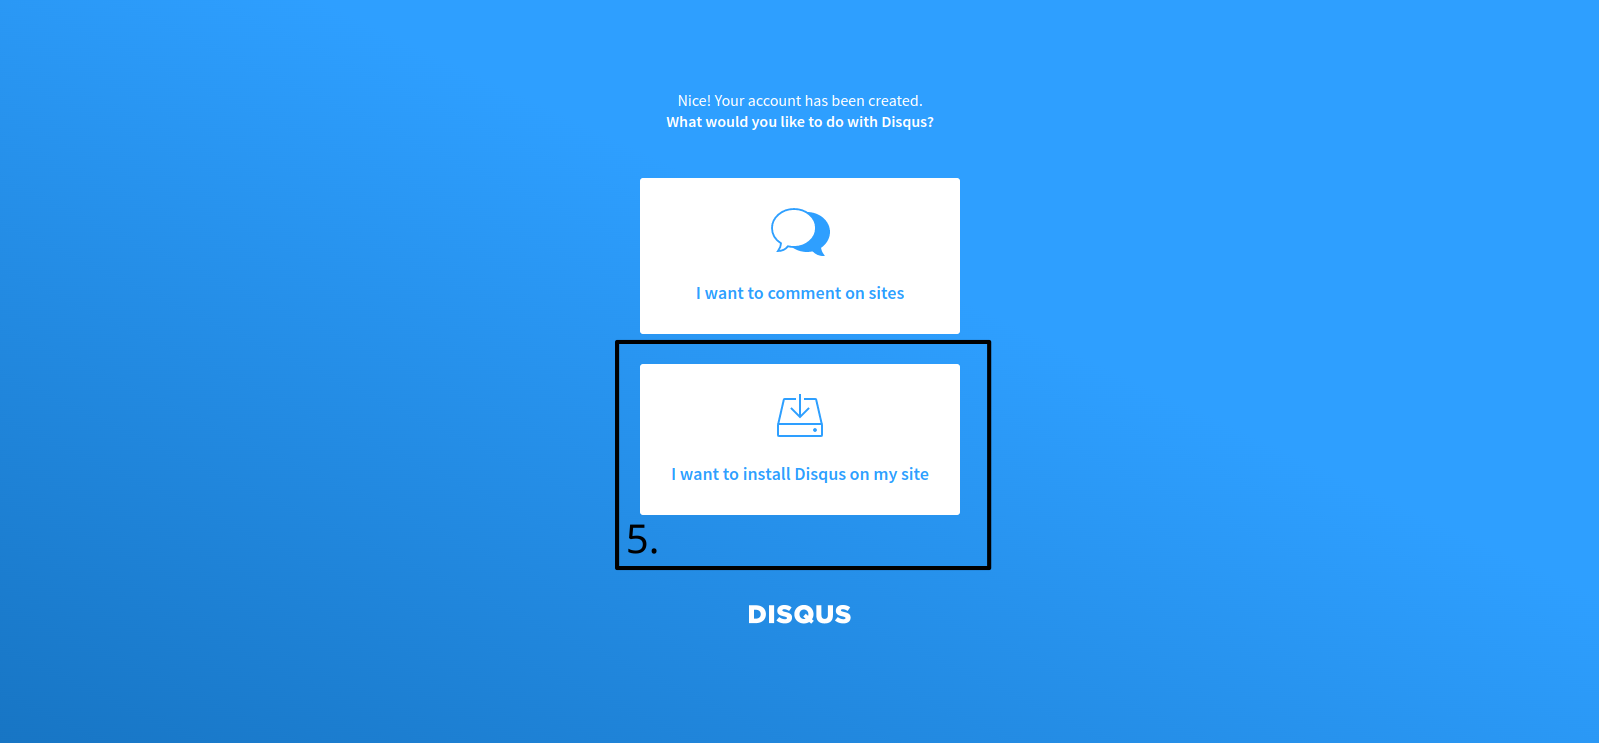 Nice! Your account has been created.
What would you like to do with Disqus?
I want to comment on sites
I want to install Disqus on my site
5.
DISQUS